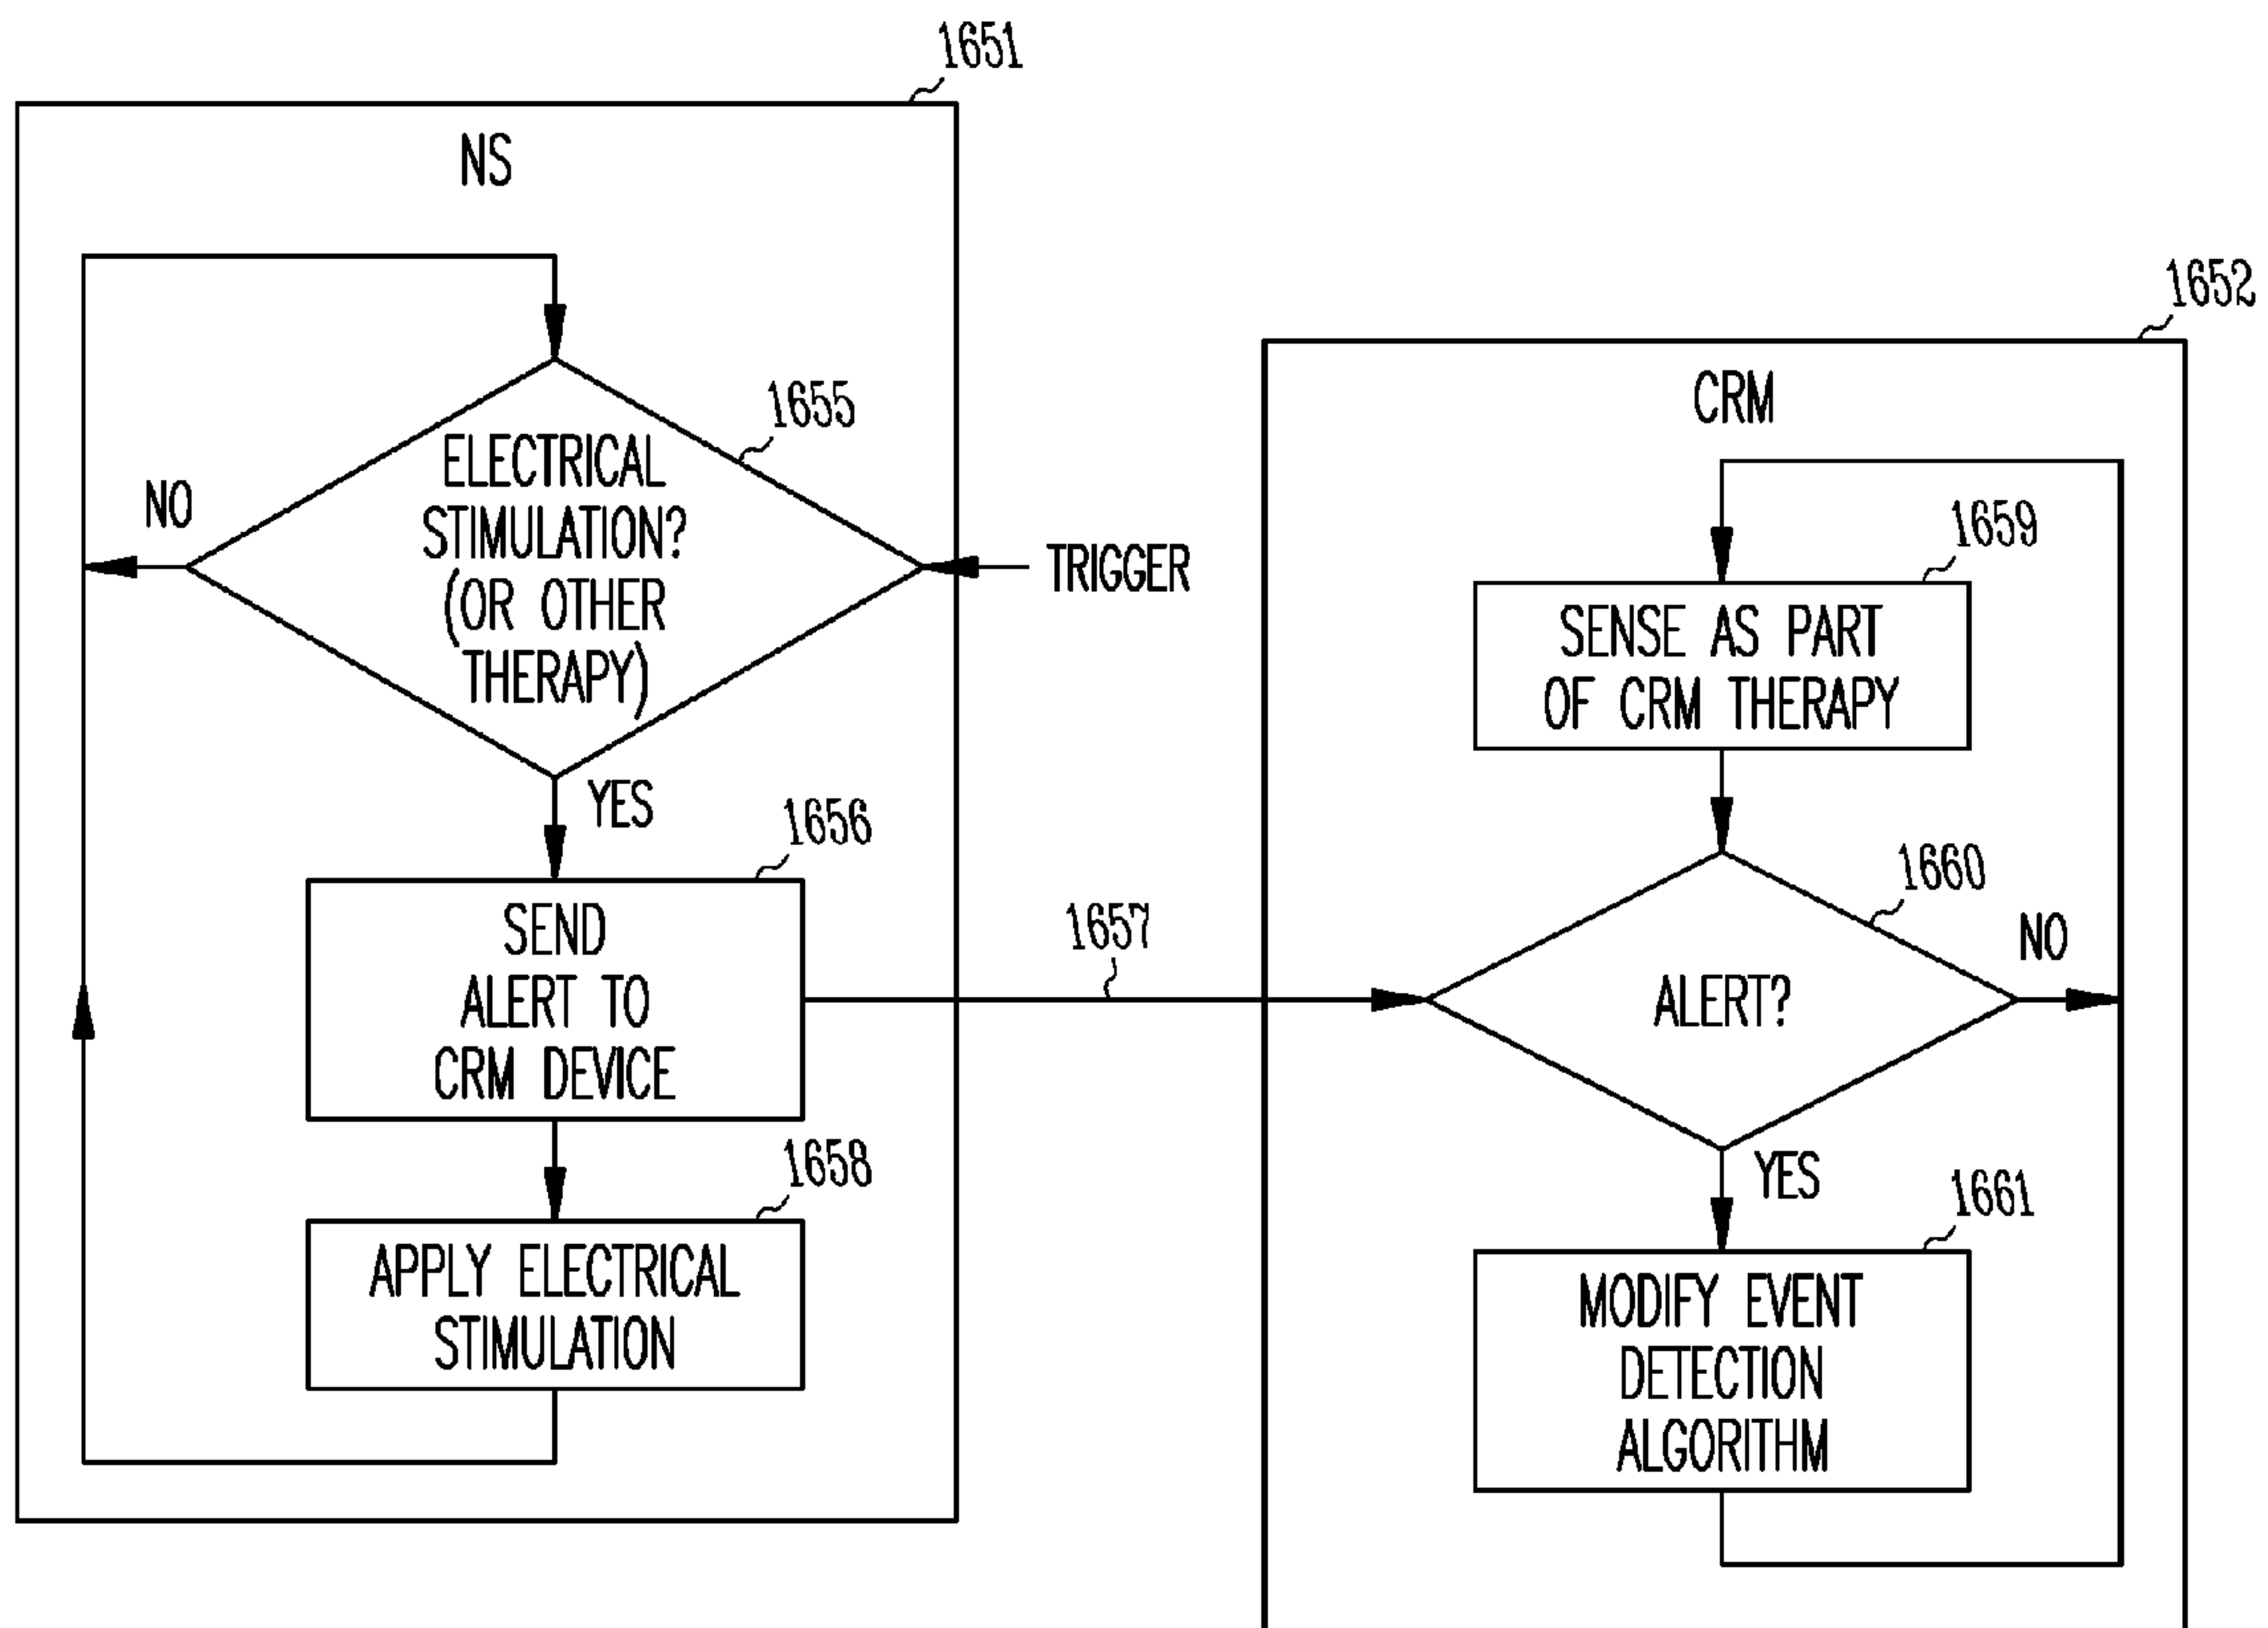 1651
NS
1655
ELECTRICAL
STIMULATION?
(OR OTHER
THERAPY)
NO
TRIGGER
YES
1656
SEND
ALERT TO
CRM DEVICE
1657
1658
APPLY ELECTRICAL
STIMULATION
1652
CRM
1659
SENSE AS PART
OF CRM THERAPY
1660
NO
ALERT?
YES
1661
MODIFY EVENT
DETECTION
ALGORITHM